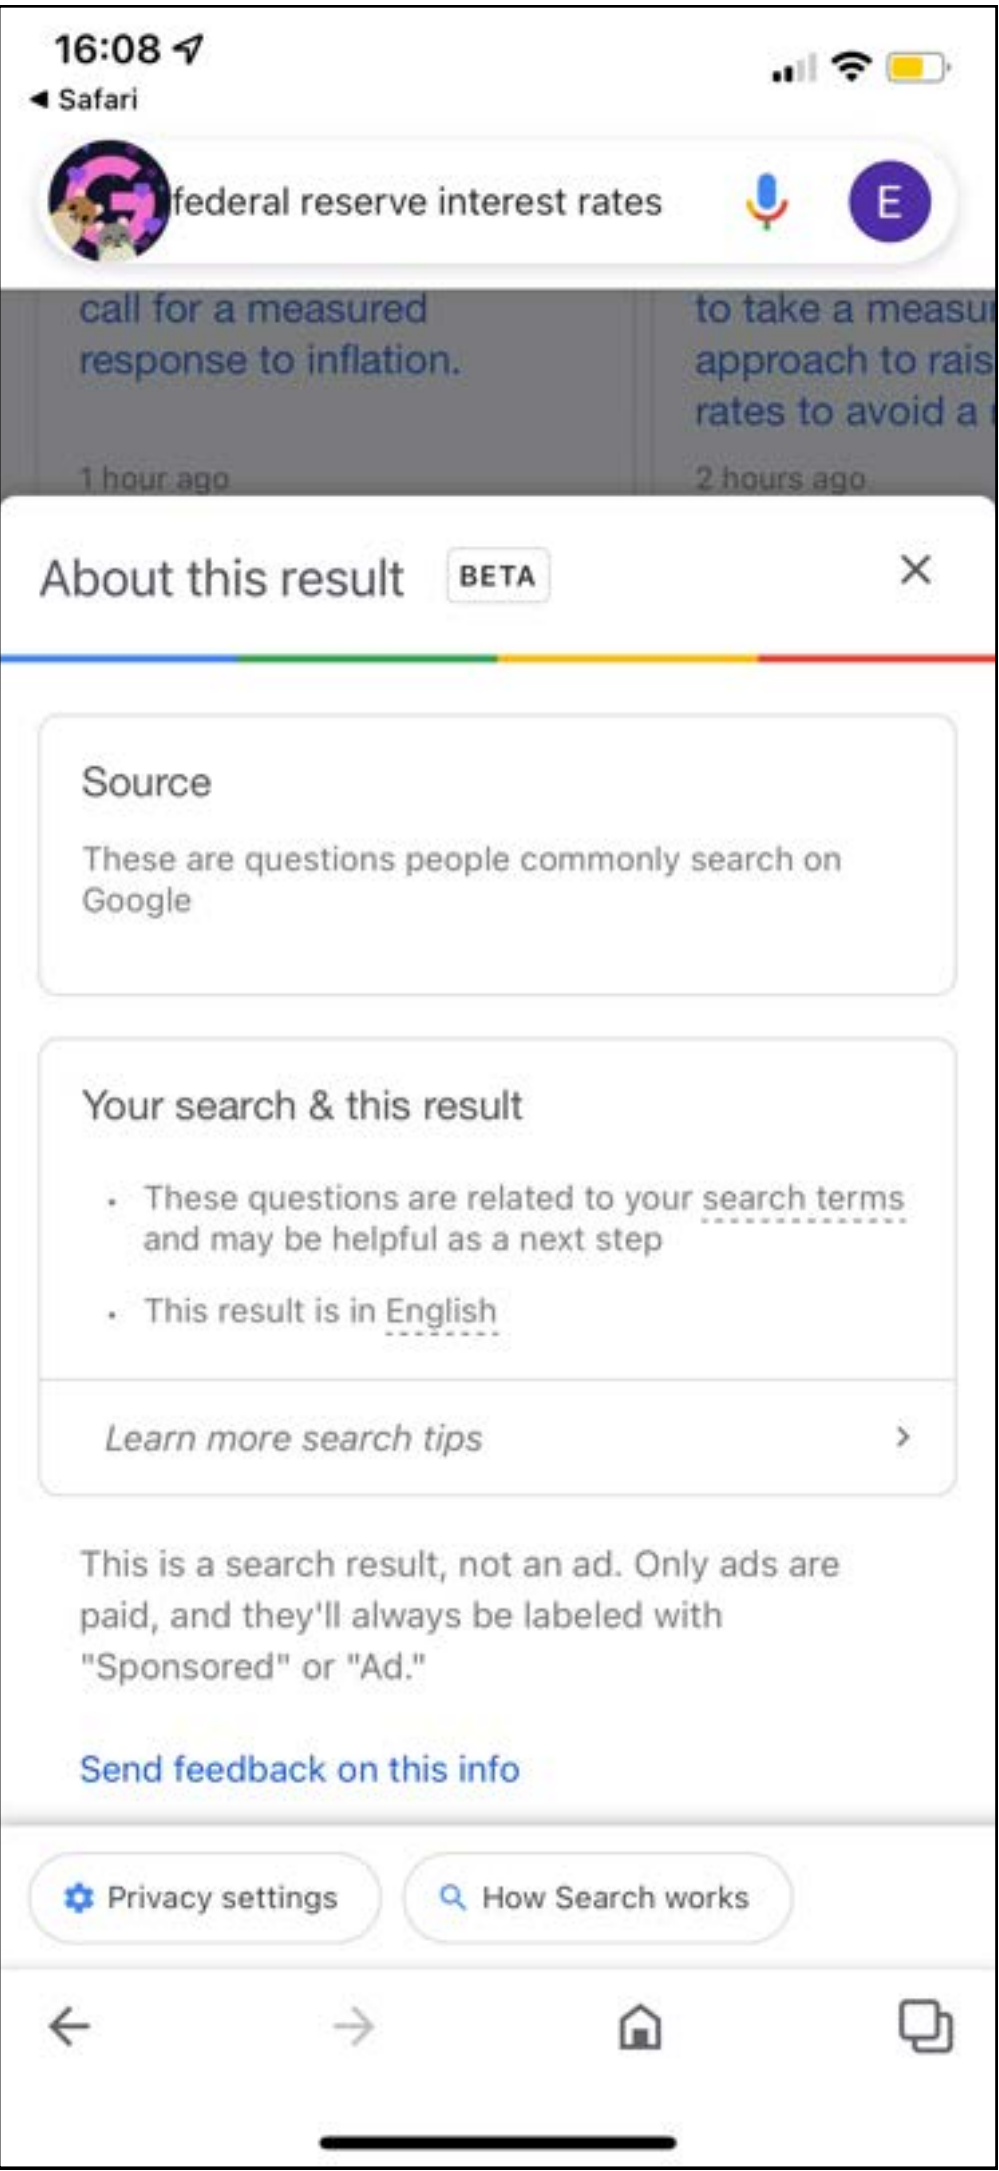 16:08
Safari
federal reserve interest rates
E
call for a measured
response to inflation.
1 hour ago
to take a measu
approach to rais
rates to avoid a
2 hours ago
About this result BETA
Source
These are questions people commonly search on
Google
Your search & this result
• These questions are related to your search terms
and may be helpful as a next step
• This result is in English
Learn more search tips
This is a search result, not an ad. Only ads are
paid, and they'll always be labeled with
"Sponsored" or "Ad."
Send feedback on this info
Privacy settings
How Search works